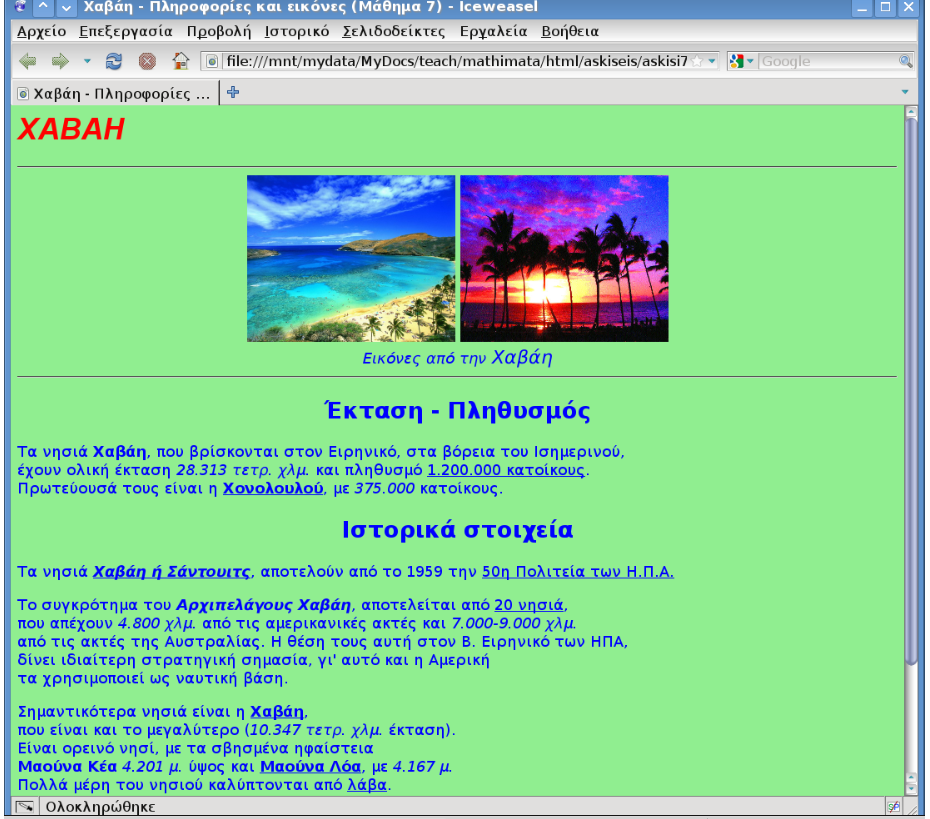 Χαβάη - Πληροφορίες και εικόνες (Μάθημα 7) - Iceweasel
Αρχείο Επεξεργασία Προβολή Ιστορικό Σελιδοδείκτες Εργαλεία Βοήθεια
file:///mnt/mydata/MyDocs/teach/mathimata/html/askiseis/askisi7 Google
Χαβάη - Πληροφορίες ...
ΧΑΒΑΗ
Εικόνες από την Χαβάη
Έκταση - Πληθυσμός
Τα νησιά Χαβάη, που βρίσκονται στον Ειρηνικό, στα βόρεια του Ισημερινού,
έχουν ολική έκταση 28.313 τετρ. χλμ. και πληθυσμό 1.200.000 κατοίκους.
Πρωτεύουσά τους είναι η Χονολουλού, με 375.000 κατοίκους.
Ιστορικά στοιχεία
Τα νησιά Χαβάη ή Σάντουιτς, αποτελούν από το 1959 την 50η Πολιτεία των Η.Π.Α.
Το συγκρότημα του Αρχιπελάγους Χαβάη, αποτελείται από 20 νησιά,
που απέχουν 4.800 χλμ. από τις αμερικανικές ακτές και 7.000-9.000 χλμ.
από τις ακτές της Αυστραλίας. Η θέση τους αυτή στον Β. Ειρηνικό των ΗΠΑ,
δίνει ιδιαίτερη στρατηγική σημασία, γι' αυτό και η Αμερική
τα χρησιμοποιεί ως ναυτική βάση.
Σημαντικότερα νησιά είναι η Χαβάη,
που είναι και το μεγαλύτερο (10.347 τετρ. χλμ. έκταση).
Είναι ορεινό νησί, με τα σβησμένα ηφαίστεια
Μαούνα Κέα 4.201 μ. ύψος και Μαούνα Λόα, με 4.167 μ.
Πολλά μέρη του νησιού καλύπτονται από λάβα.
Ολοκληρώθηκε